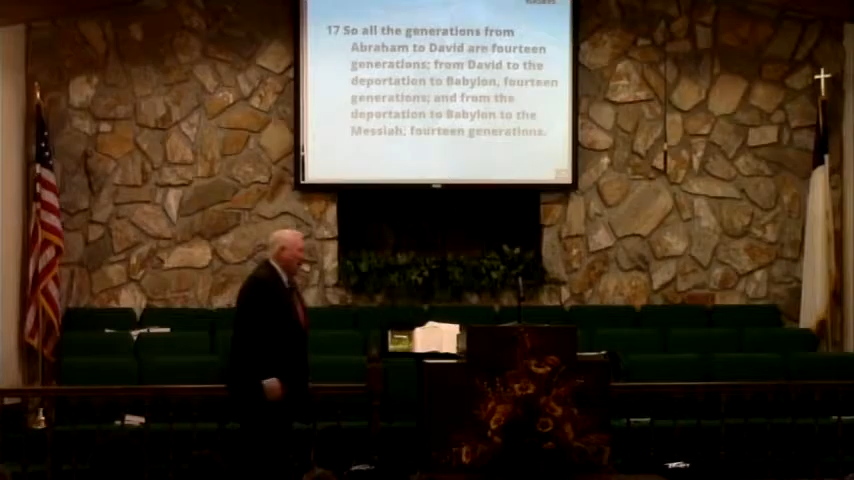 17 So all the generations from
Abraham to David are fourteen
generations; from David to the
deportation to Babylon, fourteen
generations; and from the
deportation to Babylon to the
Messiah, fourteen generations.